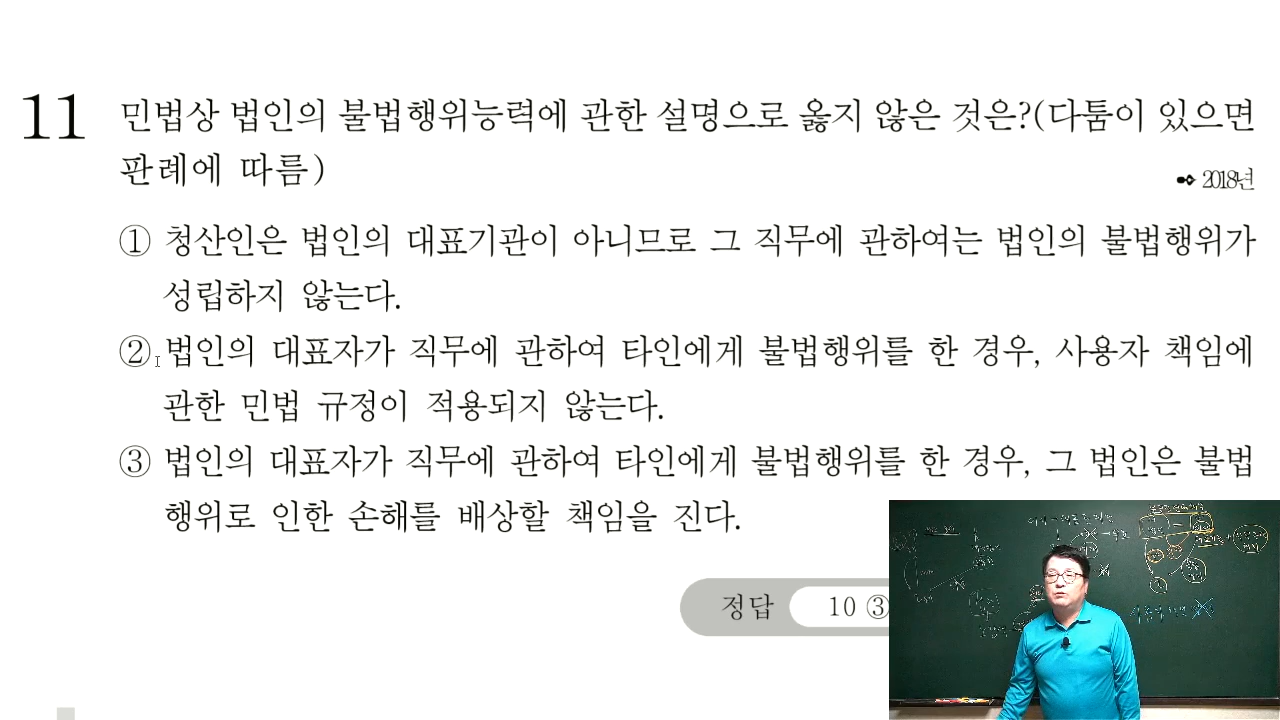 11 민법상 법인의 불법행위능력에 관한 설명으로 옳지 않은 것은?(다툼이 있으면
판례에 따름)
2018년
① 청산인은 법인의 대표기관이 아니므로 그 직무에 관하여는 법인의 불법행위가
성립하지 않는다.
② 법인의 대표자가 직무에 관하여 타인에게 불법행위를 한 경우, 사용자 책임에
관한 민법 규정이 적용되지 않는다.
③ 법인의 대표자가 직무에 관하여 타인에게 불법행위를 한 경우, 그 법인은 불법
행위로 인한 손해를 배상할 책임을 진다.
정답 10 ③